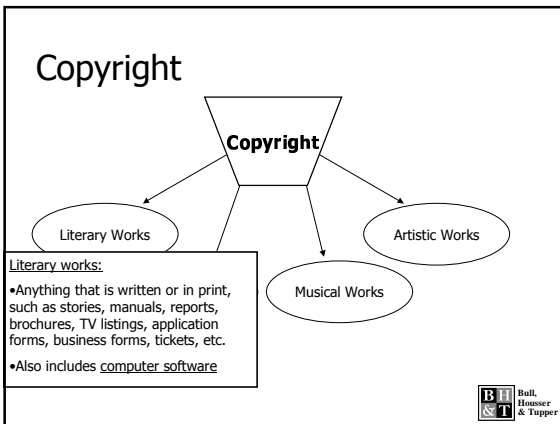 Copyright
Copyright
Literary Works
Artistic Works
Musical Works
Literary works:
•Anything that is written or in print,
such as stories, manuals, reports,
brochures, TV listings, application
forms, business forms, tickets, etc.
•Also includes computer software
BH
&T
Bull,
Housser
& Tupper